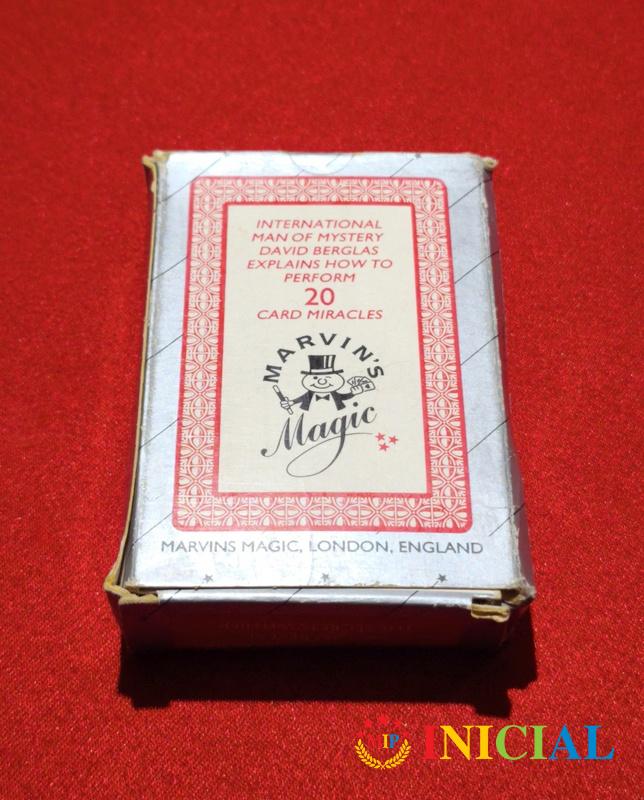 INTERNATIONAL
MAN OF MYSTERY
DAVID BERGLAS
EXPLAINS HOW TO
PERFORM
20
CARD MIRACLES
MARVIN'S
Magic
MARVINS MAGIC, LONDON, ENGLAND
IP INICIAL